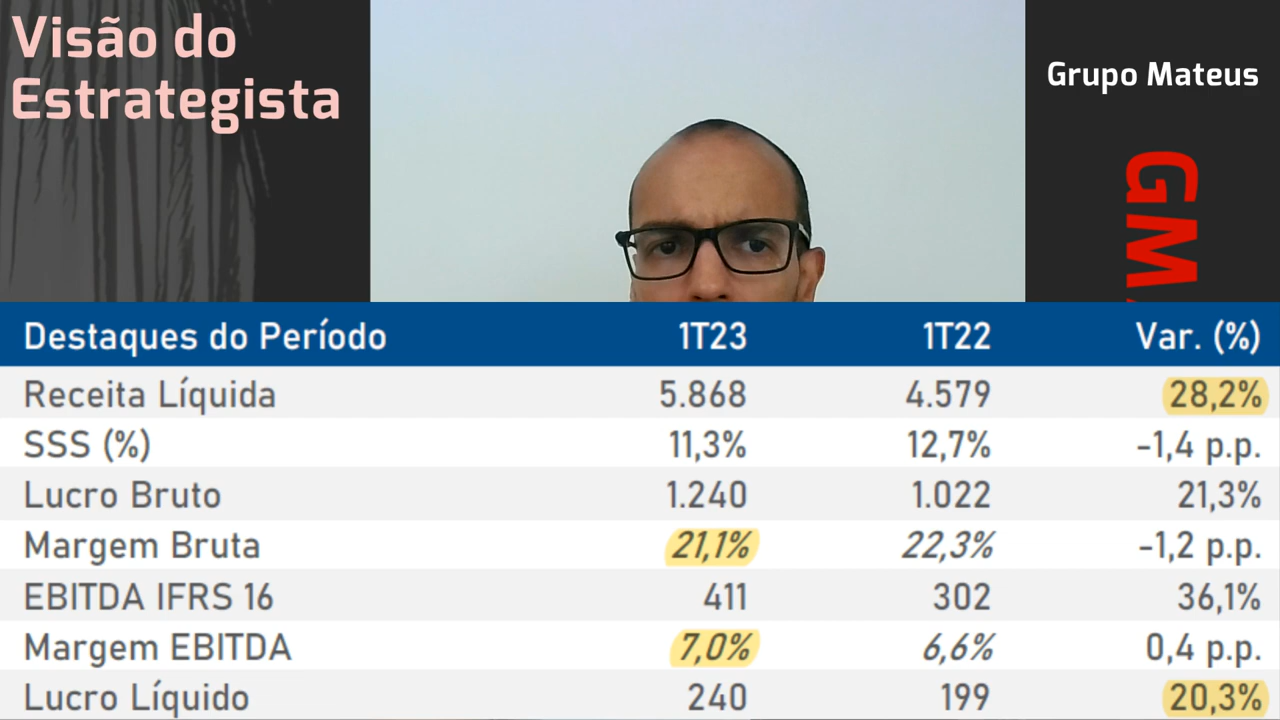 Visão do
Estrategista
Grupo Mateus
GM
Destaques do Período 1T23 1T22 Var. (%)
Receita Líquida 5.868 4.579 28,2%
SSS (%) 11,3% 12,7% -1,4 p.p.
Lucro Bruto 1.240 1.022 21,3%
Margem Bruta 21,1% 22,3% -1,2 p.p.
EBITDA IFRS 16 411 302 36,1%
Margem EBITDA 7,0% 6,6% 0,4 p.p.
Lucro Líquido 240 199 20,3%